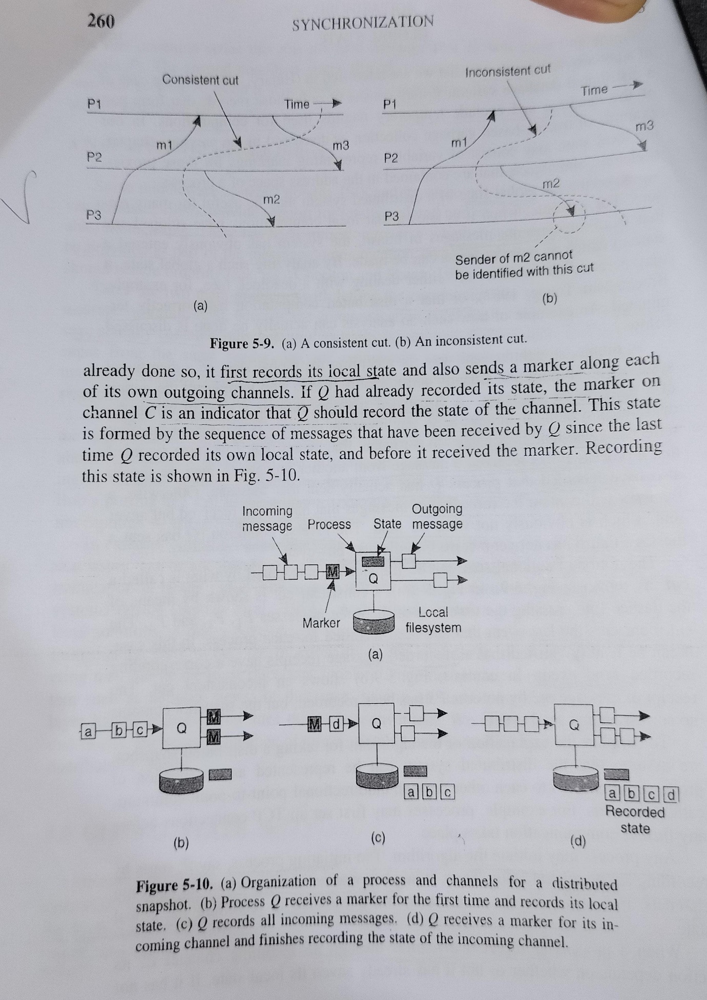 260
SYNCHRONIZATION
Consistent cut
Time
P1
m1
m3
P2
m2
P3
(a)
Inconsistent cut
Time
P1
m1
m3
P2
m2
P3
Sender of m2 cannot
be identified with this cut
(b)
Figure 5-9. (a) A consistent cut. (b) An inconsistent cut.
already done so, it first records its local state and also sends a marker along each
of its own outgoing channels. If Q had already recorded its state, the marker on
channel C is an indicator that Q should record the state of the channel. This state
is formed by the sequence of messages that have been received by Q since the last
time Q recorded its own local state, and before it received the marker. Recording
this state is shown in Fig. 5-10.
Incoming
message
Process
State
Outgoing
message
M
Q
Marker
Local
filesystem
(a)
a b c Q M
M
(b)
M d Q
a b c
(c)
Q
a b c d
Recorded
state
(d)
Figure 5-10. (a) Organization of a process and channels for a distributed
snapshot. (b) Process Q receives a marker for the first time and records its local
state. (c) Q records all incoming messages. (d) Q receives a marker for its in-
coming channel and finishes recording the state of the incoming channel.